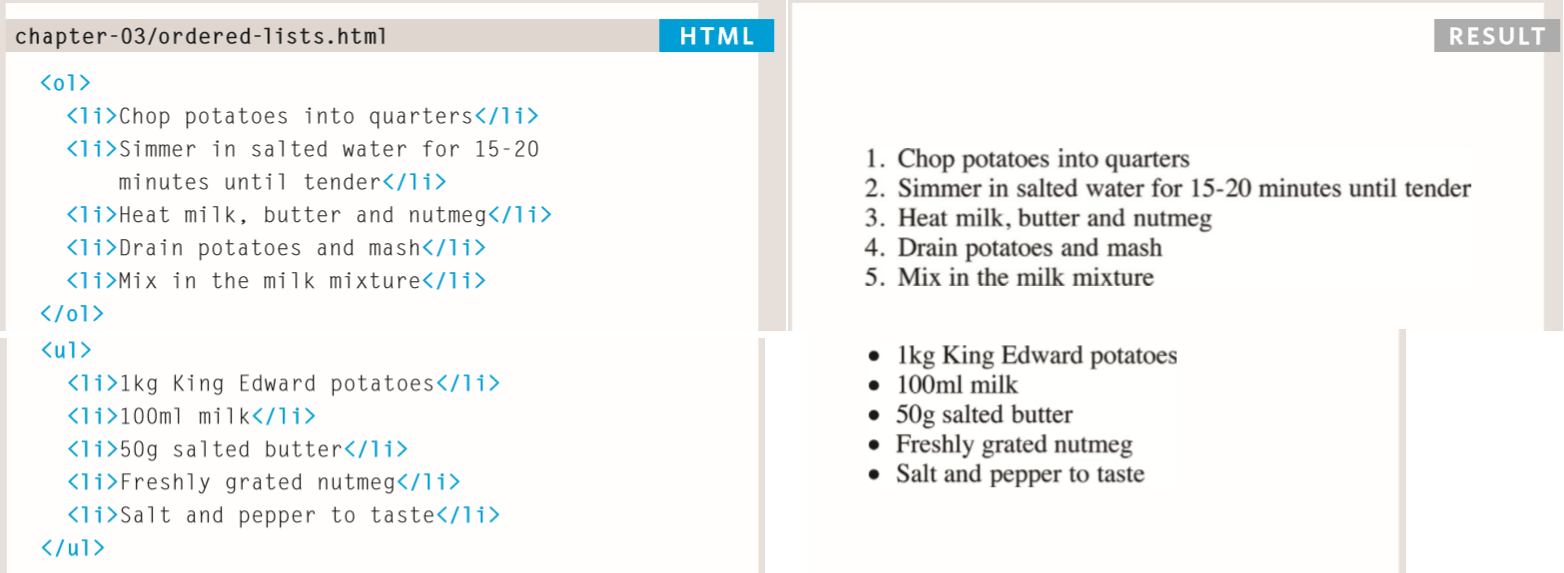 chapter-03/ordered-lists.html
HTML
<ol>
<li>Chop potatoes into quarters</li>
<li>Simmer in salted water for 15-20
minutes until tender</li>
<li>Heat milk, butter and nutmeg</li>
<li>Drain potatoes and mash</li>
<li>Mix in the milk mixture</li>
</ol>
<ul>
<li>1kg King Edward potatoes</li>
<li>100ml milk</li>
<li>50g salted butter</li>
<li>Freshly grated nutmeg</li>
<li>Salt and pepper to taste</li>
</ul>
RESULT
1. Chop potatoes into quarters
2. Simmer in salted water for 15-20 minutes until tender
3. Heat milk, butter and nutmeg
4. Drain potatoes and mash
5. Mix in the milk mixture
• 1kg King Edward potatoes
• 100ml milk
• 50g salted butter
• Freshly grated nutmeg
• Salt and pepper to taste